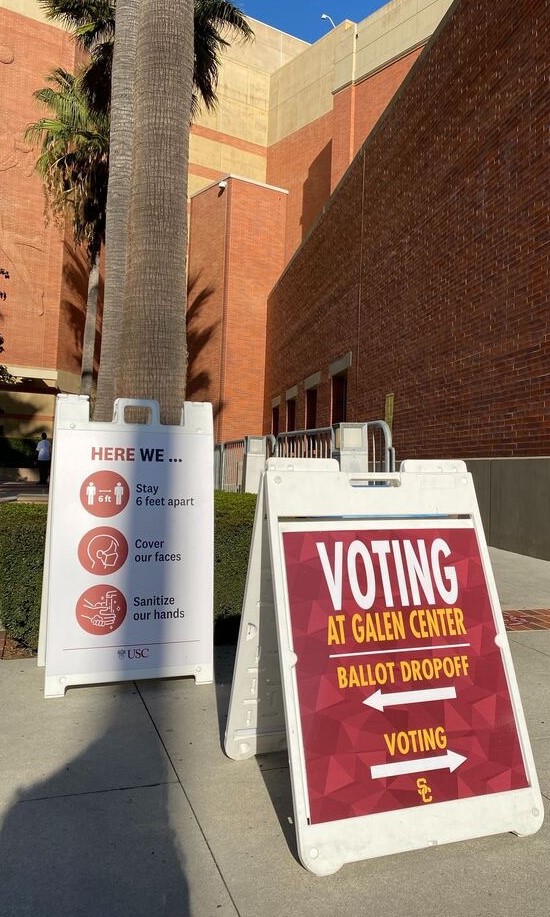 HERE WE ...
6 ft
Stay
6 feet apart
Cover
our faces
Sanitize
our hands
USC
VOTING
AT GALEN CENTER
BALLOT DROPOFF
VOTING
SC